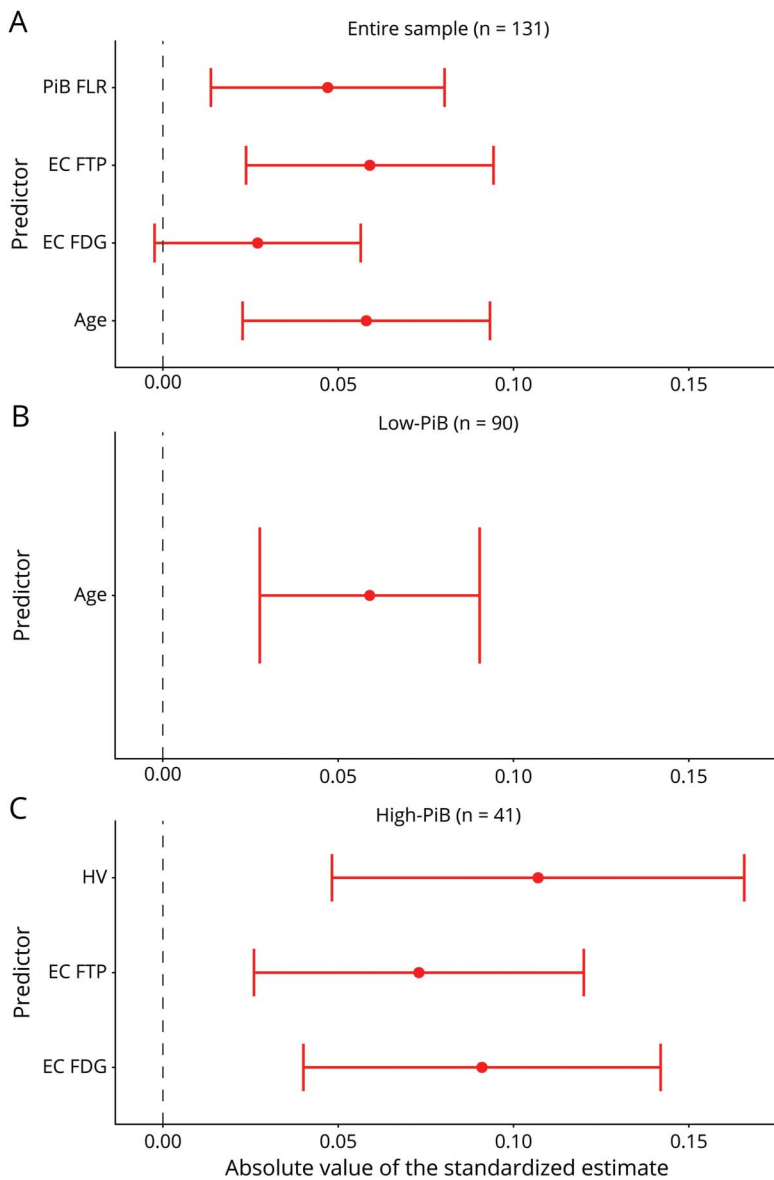 A
Entire sample (n = 131)
Predictor
PiB FLR
EC FTP
EC FDG
Age
0.00 0.05 0.10 0.15
B
Low-PiB (n = 90)
Predictor
Age
0.00 0.05 0.10 0.15
C
High-PiB (n = 41)
Predictor
HV
EC FTP
EC FDG
0.00 0.05 0.10 0.15
Absolute value of the standardized estimate